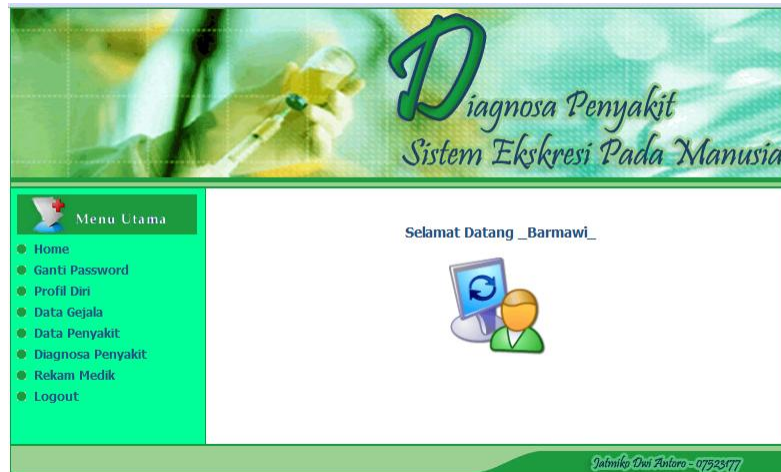 Diagnosa Penyakit
Sistem Ekskresi Pada Manusia
Menu Utama
Home
Ganti Password
Profil Diri
Data Gejala
Data Penyakit
Diagnosa Penyakit
Rekam Medik
Logout
Selamat Datang _Barmawi_
Jatmiko Dwi Antoro - 07523177